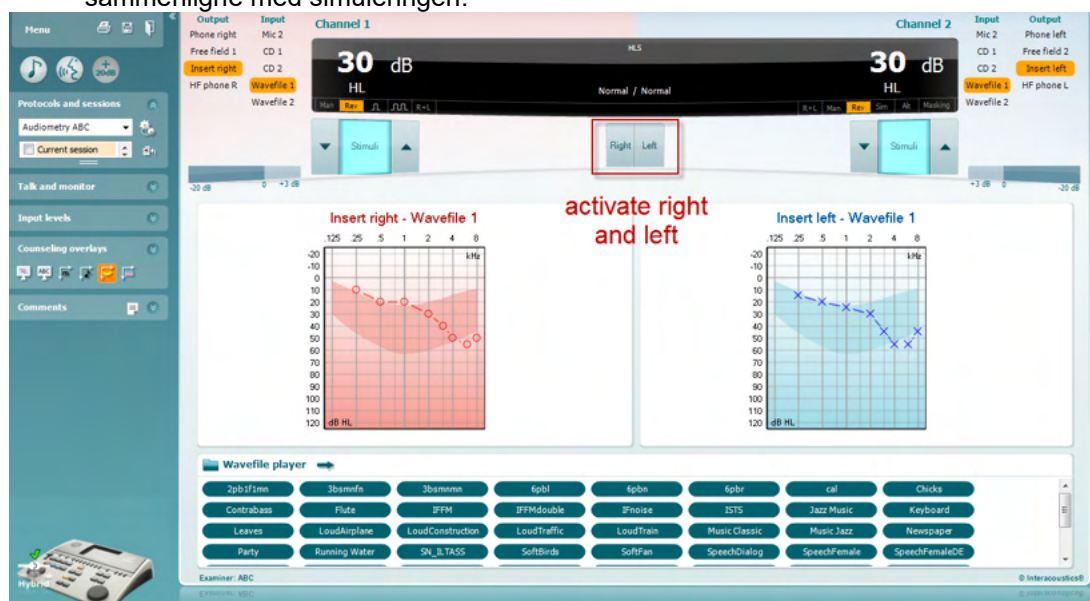 sammenligne med simuleringen.
Menu
Output Input Channel 1 Channel 2 Input Output
Phone right Mic 2 Mic 2 Phone left
Free field 1 CD 1 CD 1 Free field 2
Insert right CD 2 CD 2 Insert left
HF phone R Wavefile 1 Wavefile 1 HF phone L
Wavefile 2 Wavefile 2
HLS
30 dB 30 dB
HL Normal / Normal HL
Man Rev R+L R+L Man Rev Sim Alt Masking
+20dB
Protocols and sessions
Audiometry ABC
Current session
Stimuli Right Left Stimuli
Talk and monitor
-20 dB 0 +3 dB +3 dB 0 -20 dB
Input levels
Counseling overlays
ABC
Comments
activate right
and left
Insert right - Wavefile 1
.125 .25 .5 1 2 4 8
kHz
-20
-10
0
10
20
30
40
50
60
70
80
90
100
110
120 dB HL
Insert left - Wavefile 1
.125 .25 .5 1 2 4 8
kHz
-20
-10
0
10
20
30
40
50
60
70
80
90
100
110
120 dB HL
Wavefile player
2pb1f1mn 3bsmnfn 3bsmnmn 6pbl 6pbn 6pbr cal Chicks
Contrabass Flute IFFM IFFMdouble IFnoise ISTS Jazz Music Keyboard
Leaves LoudAirplane LoudConstruction LoudTraffic LoudTrain Music Classic Music Jazz Newspaper
Party Running Water SN_ILTASS SoftBirds SoftFan SpeechDialog SpeechFemale SpeechFemaleDE
Hybrid
Examiner: ABC © Interacoustics®